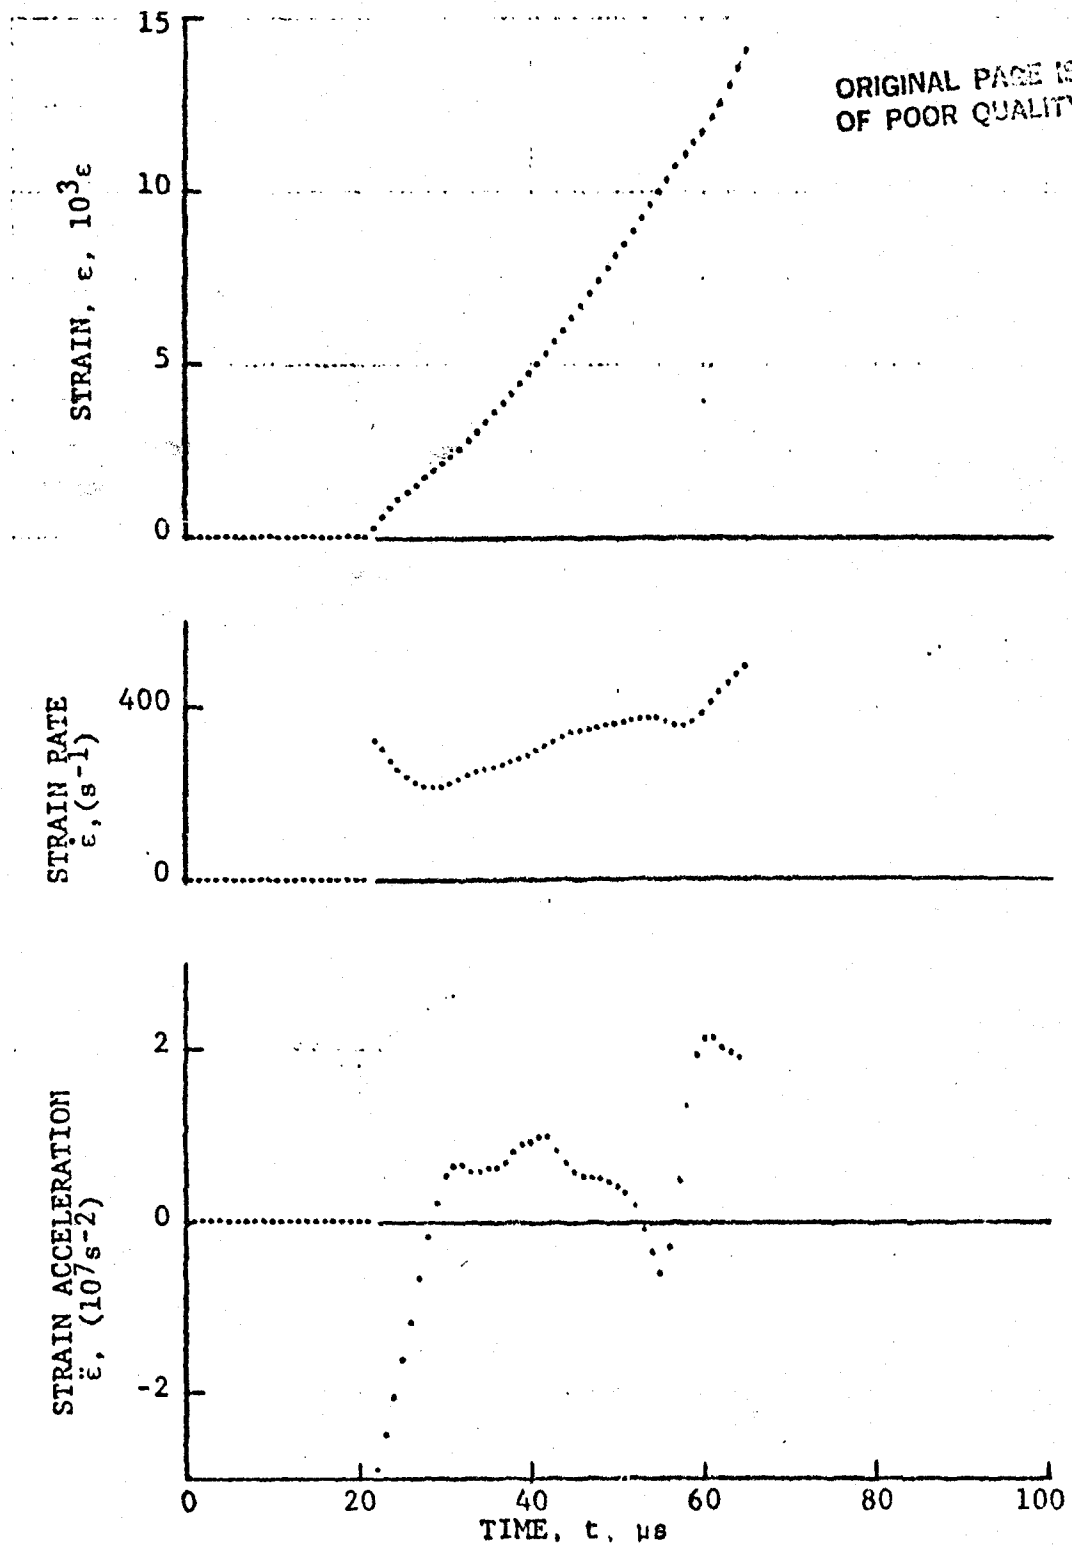 ORIGINAL PAGE IS
OF POOR QUALITY
15
10
5
0
STRAIN, ε, 10³ε
400
0
STRAIN RATE
ε̇,(s⁻¹)
2
0
-2
STRAIN ACCELERATION
ε̈, (10⁷s⁻²)
0 20 40 60 80 100
TIME, t, μs